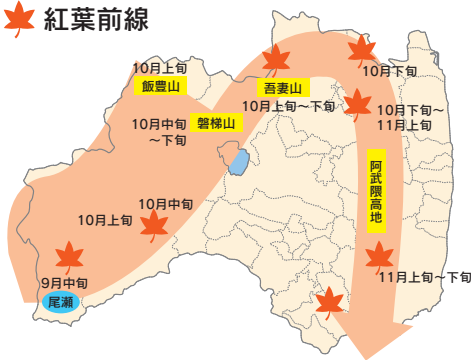 紅葉前線
10月上旬
飯豊山
吾妻山
10月上旬～下旬
10月下旬
10月下旬～
11月上旬
10月中旬
～下旬
磐梯山
阿武隈高地
10月中旬
10月上旬
9月中旬
尾瀬
11月上旬～下旬